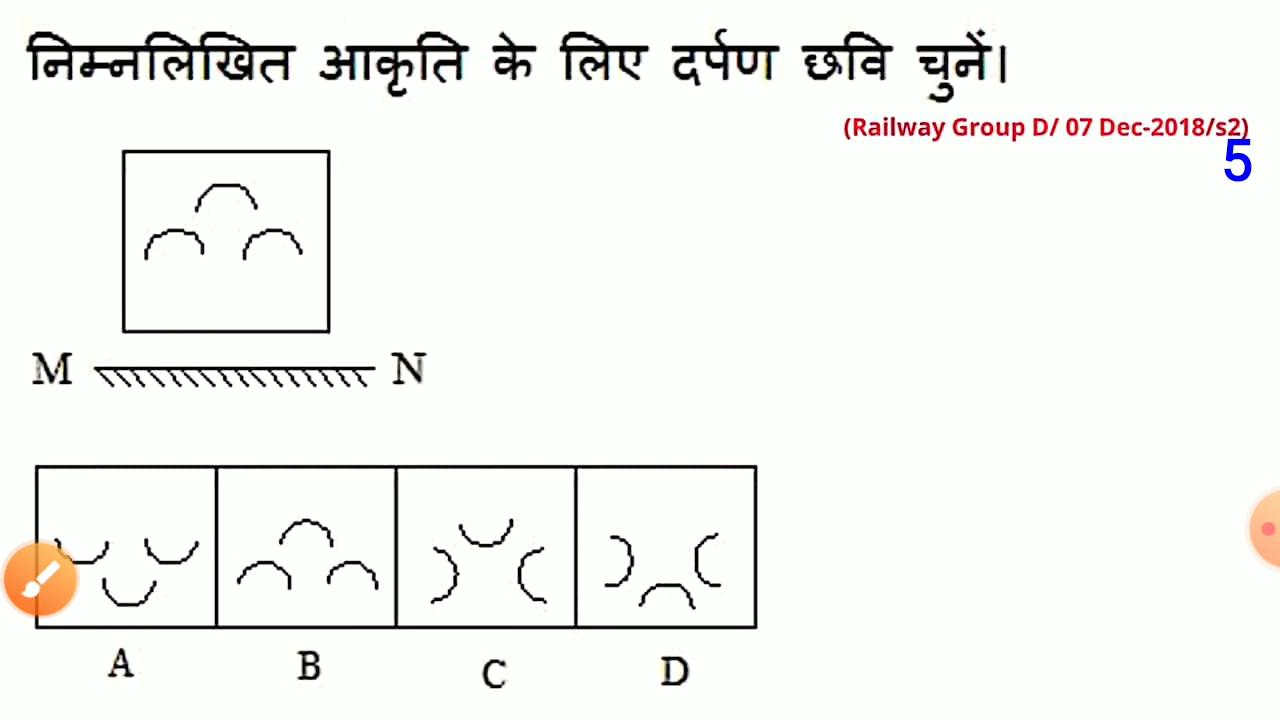 निम्नलिखित आकृति के लिए दर्पण छवि चुनें।
(Railway Group D/ 07 Dec-2018/s2)
5
M N
A B C D